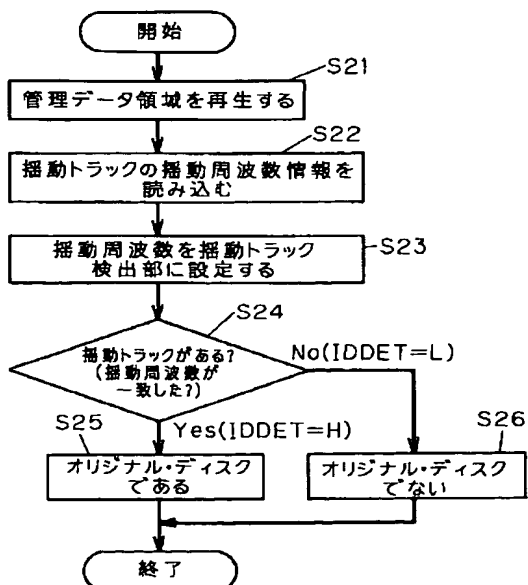 開始
S21
管理データ領域を再生する
S22
揺動トラックの揺動周波数情報を
読み込む
揺動周波数を揺動トラック
検出部に設定する
S23
S24
揺動トラックがある?
(揺動周波数が
一致した?)
No(IDDET=L)
S25
Yes(IDDET=H)
S26
オリジナル・ディスク
である
オリジナル・ディスク
でない
終了